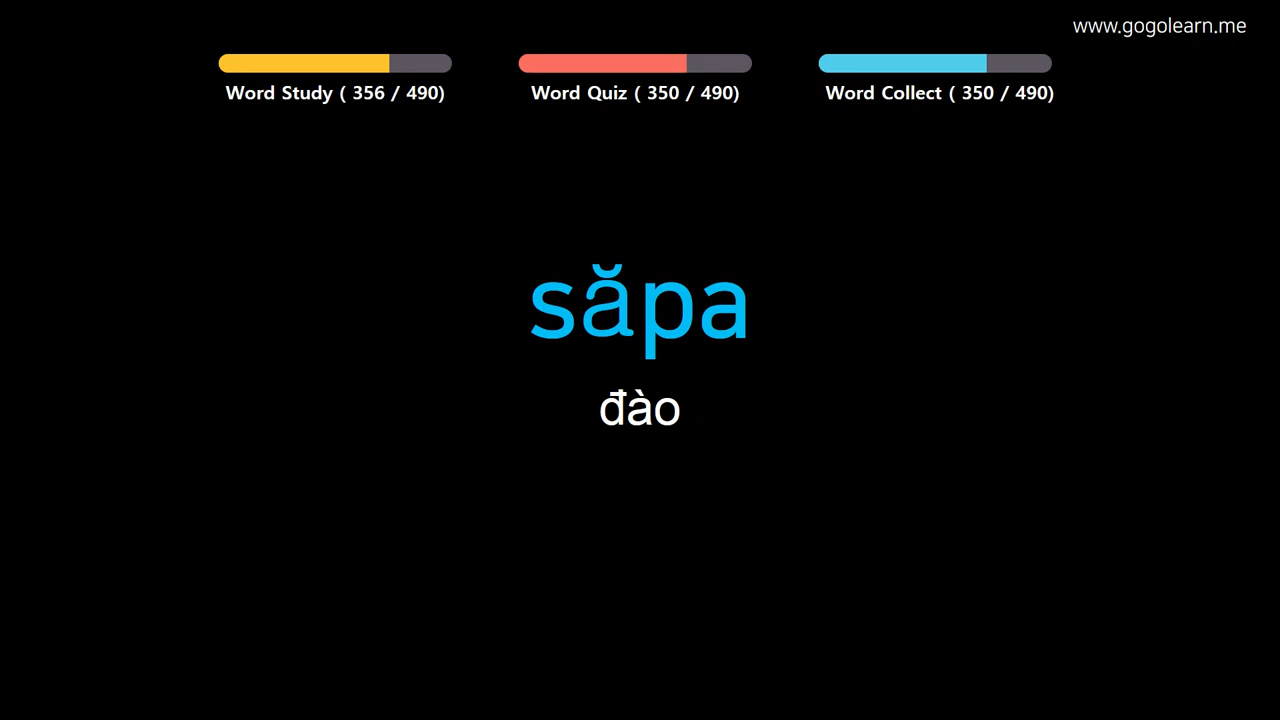 www.gogolearn.me
Word Study ( 356 / 490)
Word Quiz ( 350 / 490)
Word Collect ( 350 / 490)
săpa
đào